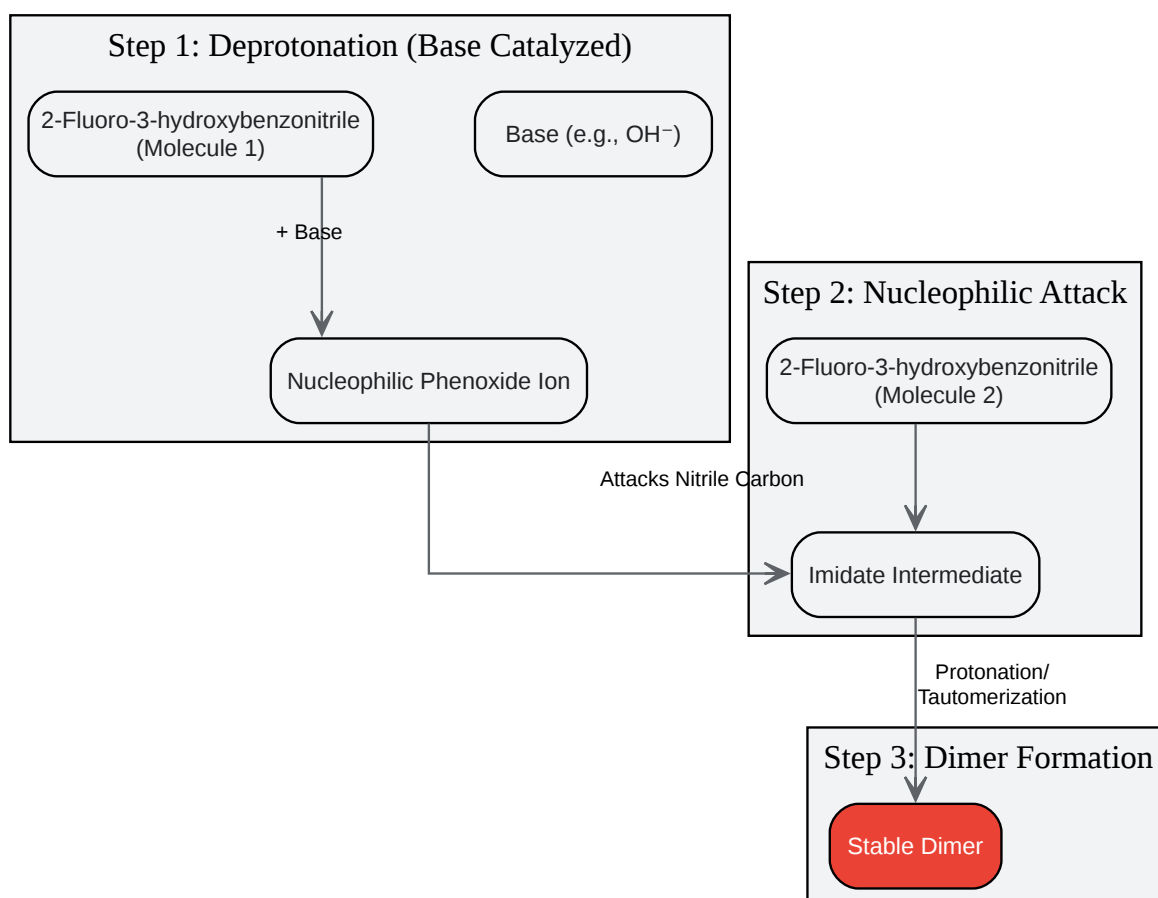 Step 1: Deprotonation (Base Catalyzed)
2-Fluoro-3-hydroxybenzonitrile
(Molecule 1)
Base (e.g., OH⁻)
+ Base
Nucleophilic Phenoxide Ion
Step 2: Nucleophilic Attack
2-Fluoro-3-hydroxybenzonitrile
(Molecule 2)
Attacks Nitrile Carbon
Imidate Intermediate
Protonation/
Tautomerization
Step 3: Dimer Formation
Stable Dimer